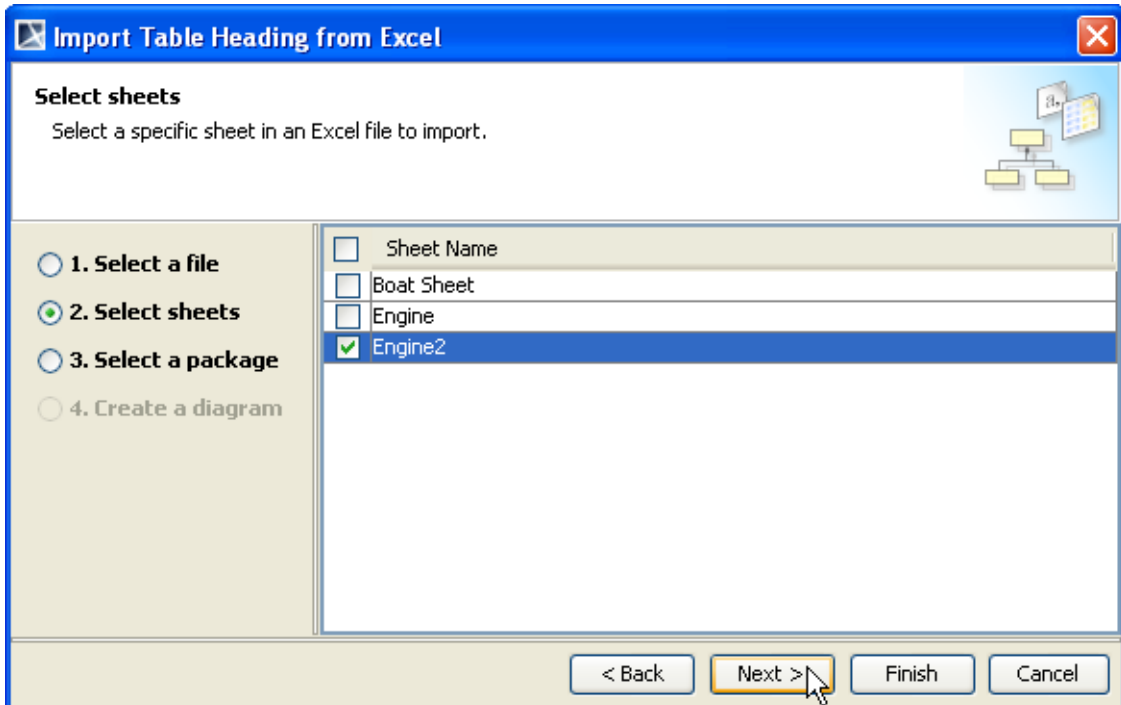 Import Table Heading from Excel
Select sheets
Select a specific sheet in an Excel file to import.
a,
1. Select a file
2. Select sheets
3. Select a package
4. Create a diagram
Sheet Name
Boat Sheet
Engine
Engine2
< Back
Next >
Finish
Cancel